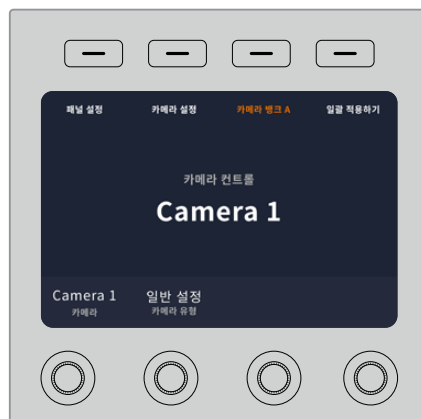 패널 설정 카메라 설정 카메라 뱅크 A 일괄 적용하기
카메라 컨트롤
Camera 1
Camera 1 일반 설정
카메라 카메라 유형